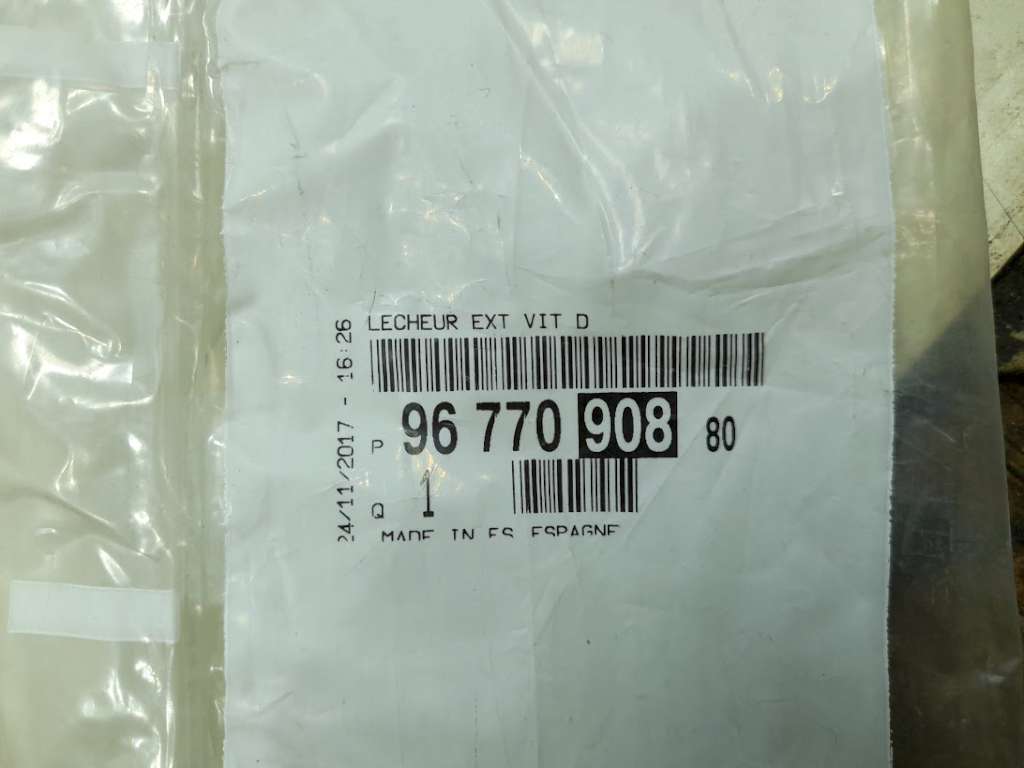 LECHEUR EXT VIT D
P 96 770 908 80
Q 1
MADE IN ES ESPAGNE
24/11/2017 - 16:26